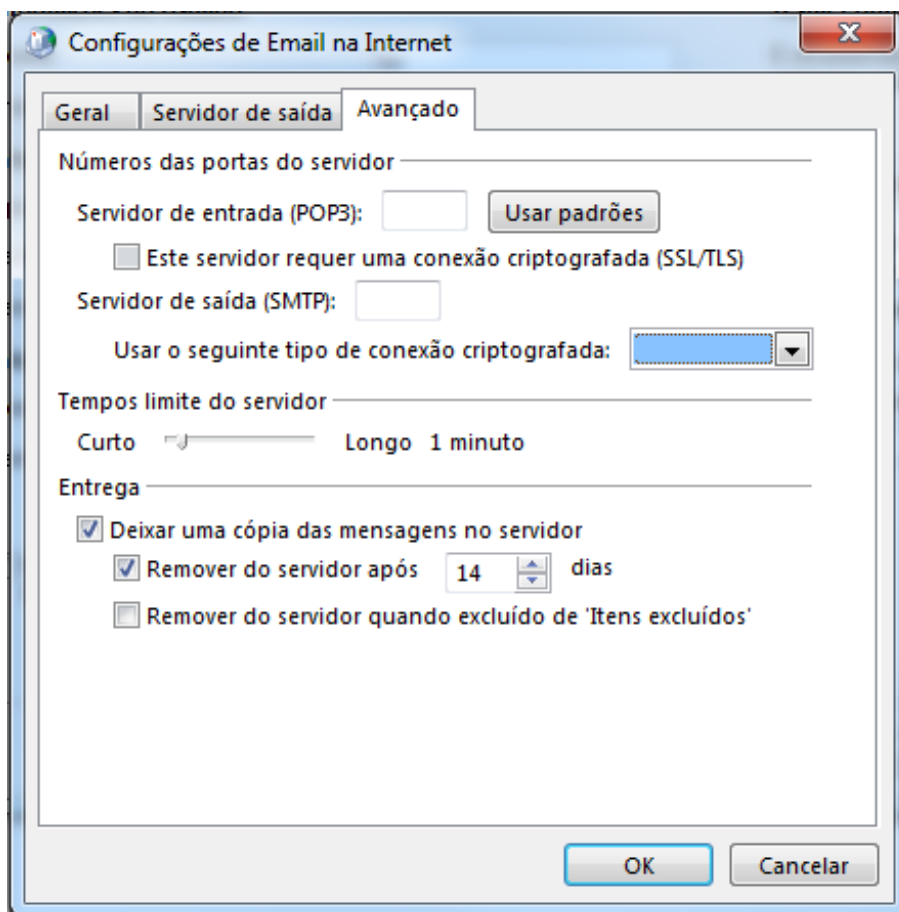 Configurações de Email na Internet
Geral Servidor de saída Avançado
Números das portas do servidor
Servidor de entrada (POP3): Usar padrões
Este servidor requer uma conexão criptografada (SSL/TLS)
Servidor de saída (SMTP):
Usar o seguinte tipo de conexão criptografada:
Tempos limite do servidor
Curto Longo 1 minuto
Entrega
Deixar uma cópia das mensagens no servidor
Remover do servidor após 14 dias
Remover do servidor quando excluído de 'Itens excluídos'
OK Cancelar